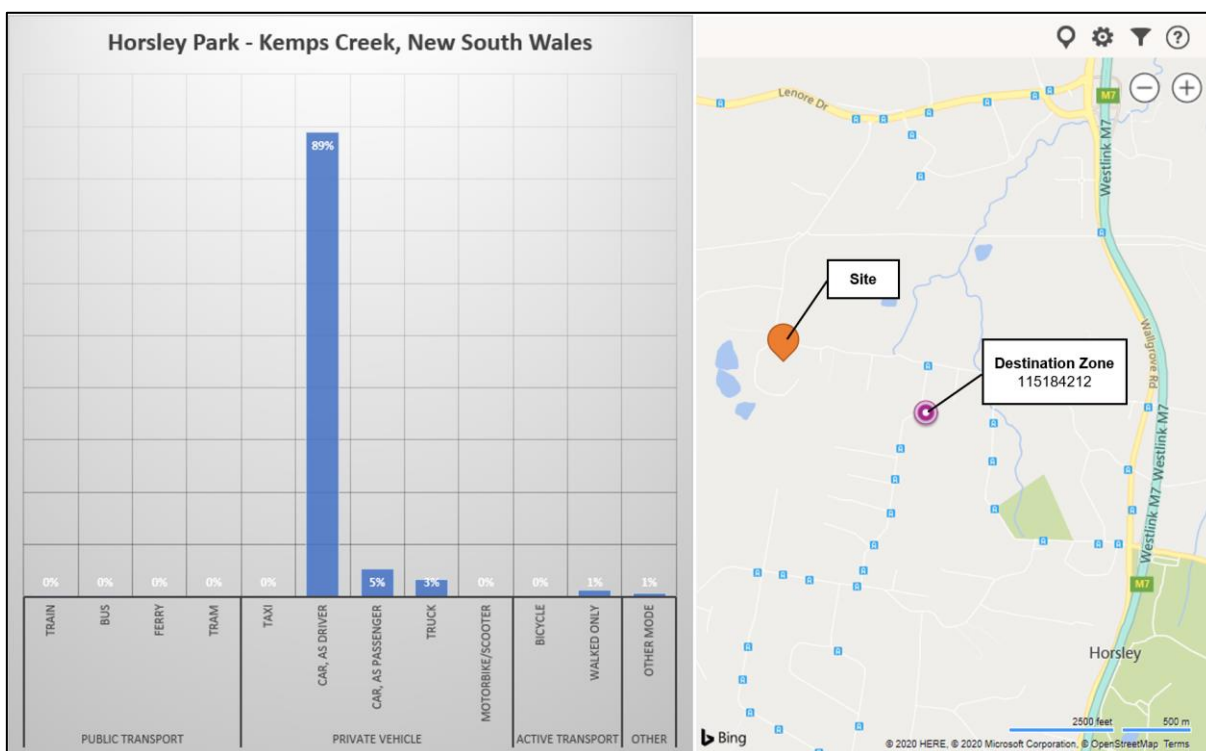 Horsley Park - Kemps Creek, New South Wales
89%
0%
0%
0%
0%
0%
5%
3%
0%
0%
1%
1%
TRAIN
BUS
FERRY
TRAM
TAXI
CAR, AS DRIVER
CAR, AS PASSENGER
TRUCK
MOTORBIKE/SCOOTER
BICYCLE
WALKED ONLY
OTHER MODE
PUBLIC TRANSPORT
PRIVATE VEHICLE
ACTIVE TRANSPORT
OTHER
?
Lenore Dr
M7
Westlink M7
Site
Wallgrove Rd
Destination Zone
115184212
Westlink M7 Westlink M7
M7
Horsley
2500 feet
500 m
Bing
© 2020 HERE, © 2020 Microsoft Corporation, © OpenStreetMap Terms